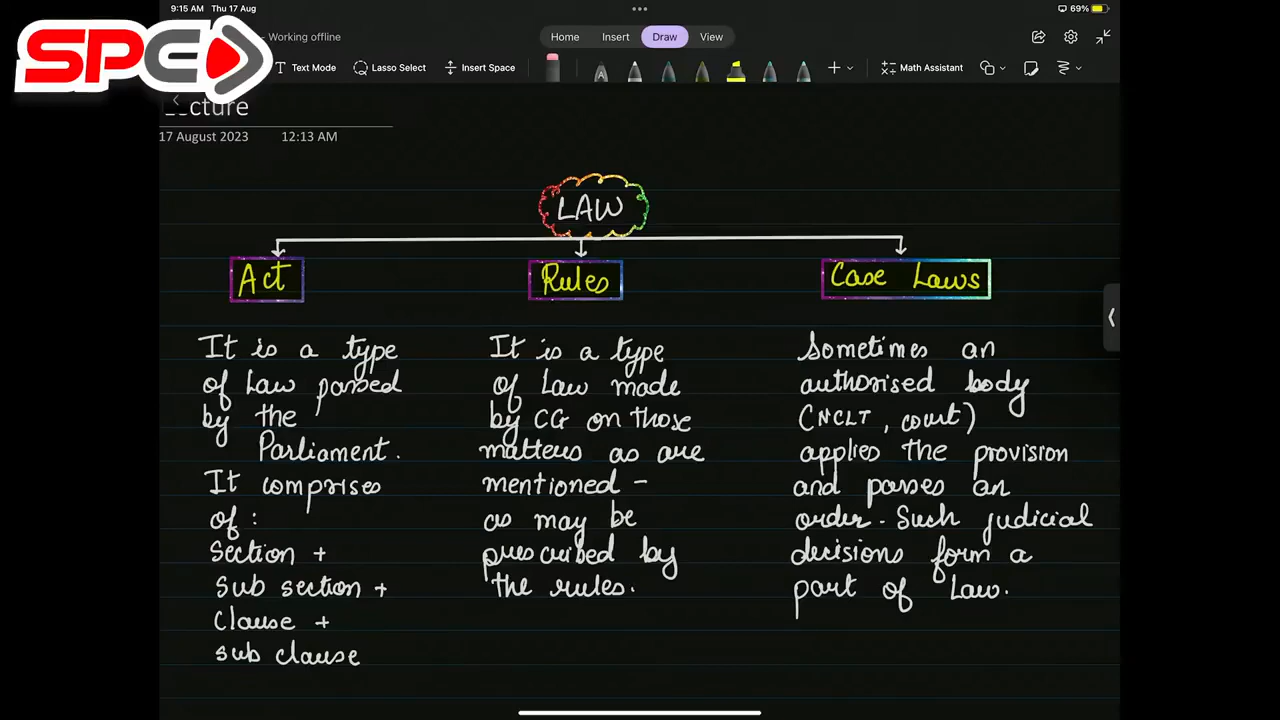 9:15 AM Thu 17 Aug
69%
SPE
- Working offline
Home Insert Draw View
Text Mode Lasso Select Insert Space Math Assistant
Lecture
17 August 2023 12:13 AM
LAW
Act
It is a type
of Law passed
by the
Parliament.
It comprises
of :
Section +
Sub section +
Clause +
sub clause
Rules
It is a type
of Law made
by CG on those
matters as are
mentioned -
as may be
prescribed by
the rules.
Case Laws
Sometimes an
authorised body
(NCLT, court)
applies the provision
and passes an
order. Such judicial
decisions form a
part of Law.